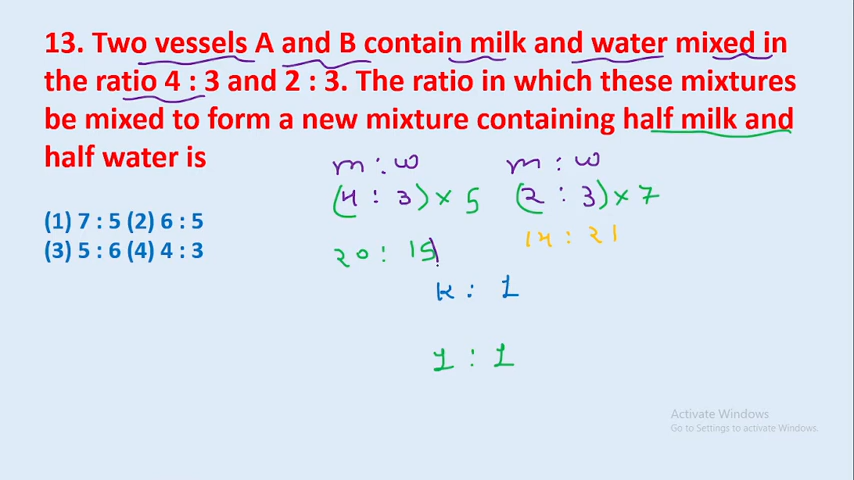 13. Two vessels A and B contain milk and water mixed in
the ratio 4 : 3 and 2 : 3. The ratio in which these mixtures
be mixed to form a new mixture containing half milk and
half water is
m : w m : w
(4 : 3) × 5 (2 : 3) × 7
(1) 7 : 5 (2) 6 : 5
(3) 5 : 6 (4) 4 : 3
20 : 15 14 : 21
k : 1
1 : 1
Activate Windows
Go to Settings to activate Windows.